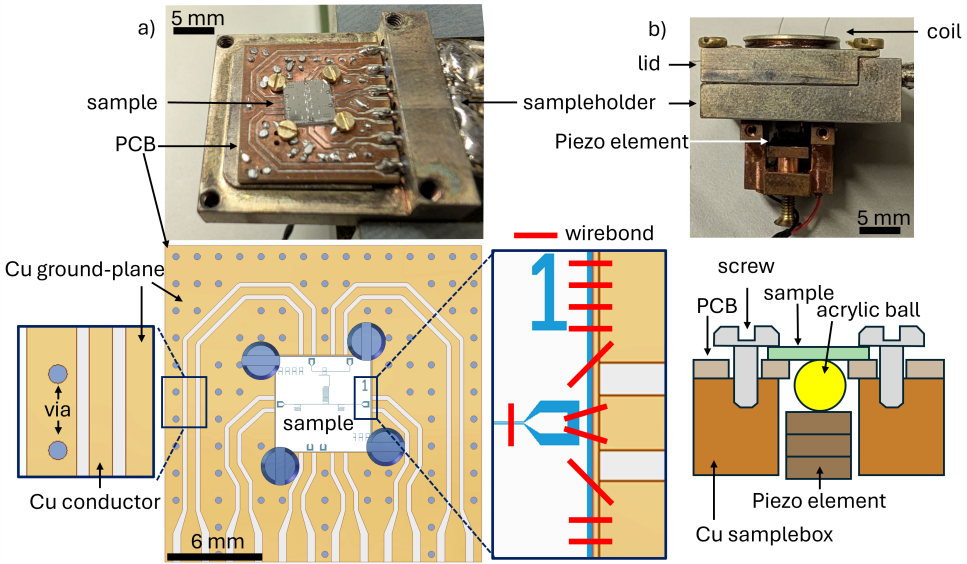 a)
5 mm
sample
PCB
sampleholder
b)
coil
lid
Piezo element
5 mm
Cu ground-plane
via
Cu conductor
sample
1
6 mm
wirebond
1
screw
PCB
sample
acrylic ball
Piezo element
Cu samplebox